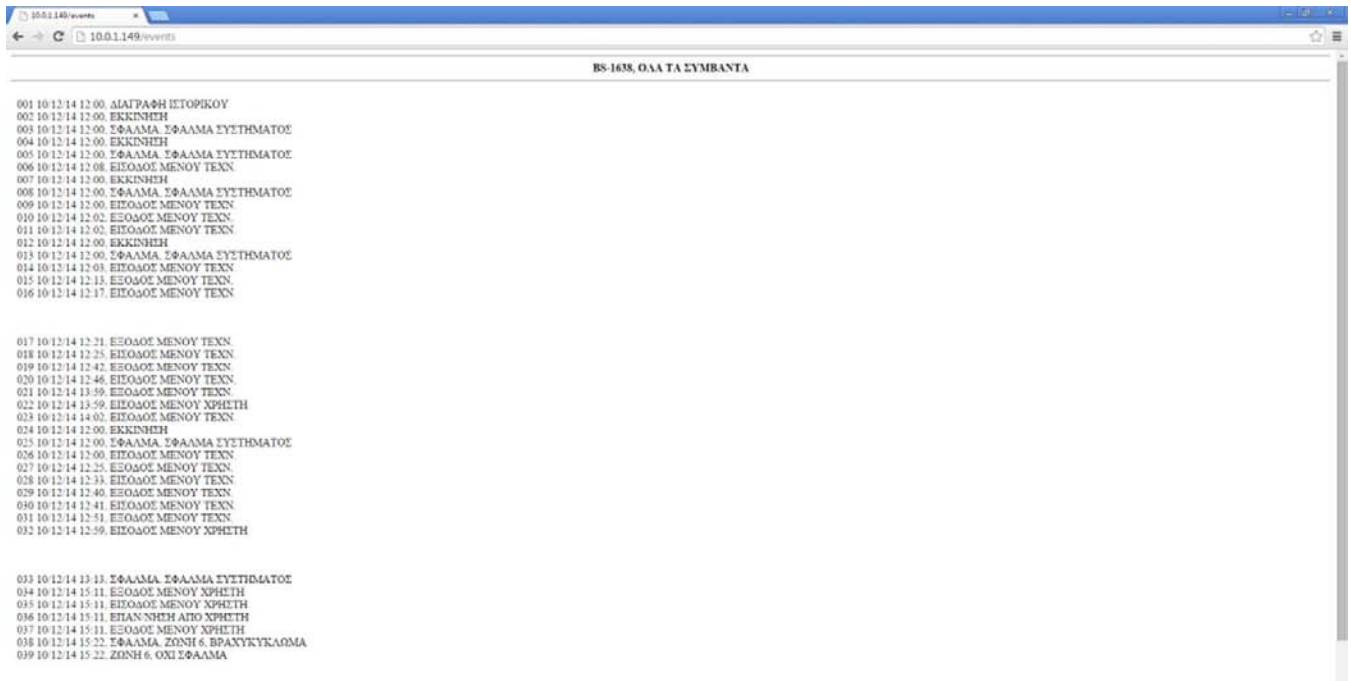 10.0.1.149/events
10.0.1.149/events
BS-1638, ΟΛΑ ΤΑ ΣΥΜΒΑΝΤΑ
001 10/12/14 12:00, ΔΙΑΓΡΑΦΗ ΙΣΤΟΡΙΚΟΥ
002 10/12/14 12:00, ΕΚΚΙΝΗΣΗ
003 10/12/14 12:00, ΣΦΑΛΜΑ, ΣΦΑΛΜΑ ΣΥΣΤΗΜΑΤΟΣ
004 10/12/14 12:00, ΕΚΚΙΝΗΣΗ
005 10/12/14 12:00, ΣΦΑΛΜΑ, ΣΦΑΛΜΑ ΣΥΣΤΗΜΑΤΟΣ
006 10/12/14 12:08, ΕΙΣΟΔΟΣ ΜΕΝΟΥ ΤΕΧΝ.
007 10/12/14 12:00, ΕΚΚΙΝΗΣΗ
008 10/12/14 12:00, ΣΦΑΛΜΑ, ΣΦΑΛΜΑ ΣΥΣΤΗΜΑΤΟΣ
009 10/12/14 12:00, ΕΙΣΟΔΟΣ ΜΕΝΟΥ ΤΕΧΝ.
010 10/12/14 12:02, ΕΞΟΔΟΣ ΜΕΝΟΥ ΤΕΧΝ.
011 10/12/14 12:02, ΕΙΣΟΔΟΣ ΜΕΝΟΥ ΤΕΧΝ.
012 10/12/14 12:00, ΕΚΚΙΝΗΣΗ
013 10/12/14 12:00, ΣΦΑΛΜΑ, ΣΦΑΛΜΑ ΣΥΣΤΗΜΑΤΟΣ
014 10/12/14 12:03, ΕΙΣΟΔΟΣ ΜΕΝΟΥ ΤΕΧΝ.
015 10/12/14 12:13, ΕΞΟΔΟΣ ΜΕΝΟΥ ΤΕΧΝ.
016 10/12/14 12:17, ΕΙΣΟΔΟΣ ΜΕΝΟΥ ΤΕΧΝ.
017 10/12/14 12:21, ΕΞΟΔΟΣ ΜΕΝΟΥ ΤΕΧΝ.
018 10/12/14 12:25, ΕΙΣΟΔΟΣ ΜΕΝΟΥ ΤΕΧΝ.
019 10/12/14 12:42, ΕΞΟΔΟΣ ΜΕΝΟΥ ΤΕΧΝ.
020 10/12/14 12:46, ΕΙΣΟΔΟΣ ΜΕΝΟΥ ΤΕΧΝ.
021 10/12/14 13:59, ΕΞΟΔΟΣ ΜΕΝΟΥ ΤΕΧΝ.
022 10/12/14 13:59, ΕΙΣΟΔΟΣ ΜΕΝΟΥ ΧΡΗΣΤΗ
023 10/12/14 14:02, ΕΙΣΟΔΟΣ ΜΕΝΟΥ ΤΕΧΝ.
024 10/12/14 12:00, ΕΚΚΙΝΗΣΗ
025 10/12/14 12:00, ΣΦΑΛΜΑ, ΣΦΑΛΜΑ ΣΥΣΤΗΜΑΤΟΣ
026 10/12/14 12:00, ΕΙΣΟΔΟΣ ΜΕΝΟΥ ΤΕΧΝ.
027 10/12/14 12:25, ΕΞΟΔΟΣ ΜΕΝΟΥ ΤΕΧΝ.
028 10/12/14 12:33, ΕΙΣΟΔΟΣ ΜΕΝΟΥ ΤΕΧΝ.
029 10/12/14 12:40, ΕΞΟΔΟΣ ΜΕΝΟΥ ΤΕΧΝ.
030 10/12/14 12:41, ΕΙΣΟΔΟΣ ΜΕΝΟΥ ΤΕΧΝ.
031 10/12/14 12:51, ΕΞΟΔΟΣ ΜΕΝΟΥ ΤΕΧΝ.
032 10/12/14 12:59, ΕΙΣΟΔΟΣ ΜΕΝΟΥ ΧΡΗΣΤΗ
033 10/12/14 13:13, ΣΦΑΛΜΑ, ΣΦΑΛΜΑ ΣΥΣΤΗΜΑΤΟΣ
034 10/12/14 15:11, ΕΞΟΔΟΣ ΜΕΝΟΥ ΧΡΗΣΤΗ
035 10/12/14 15:11, ΕΙΣΟΔΟΣ ΜΕΝΟΥ ΧΡΗΣΤΗ
036 10/12/14 15:11, ΕΠΑΝ/ΝΗΣΗ ΑΠΟ ΧΡΗΣΤΗ
037 10/12/14 15:11, ΕΞΟΔΟΣ ΜΕΝΟΥ ΧΡΗΣΤΗ
038 10/12/14 15:22, ΣΦΑΛΜΑ, ΖΩΝΗ 6, ΒΡΑΧΥΚΥΚΛΩΜΑ
039 10/12/14 15:22, ΖΩΝΗ 6, ΟΧΙ ΣΦΑΛΜΑ